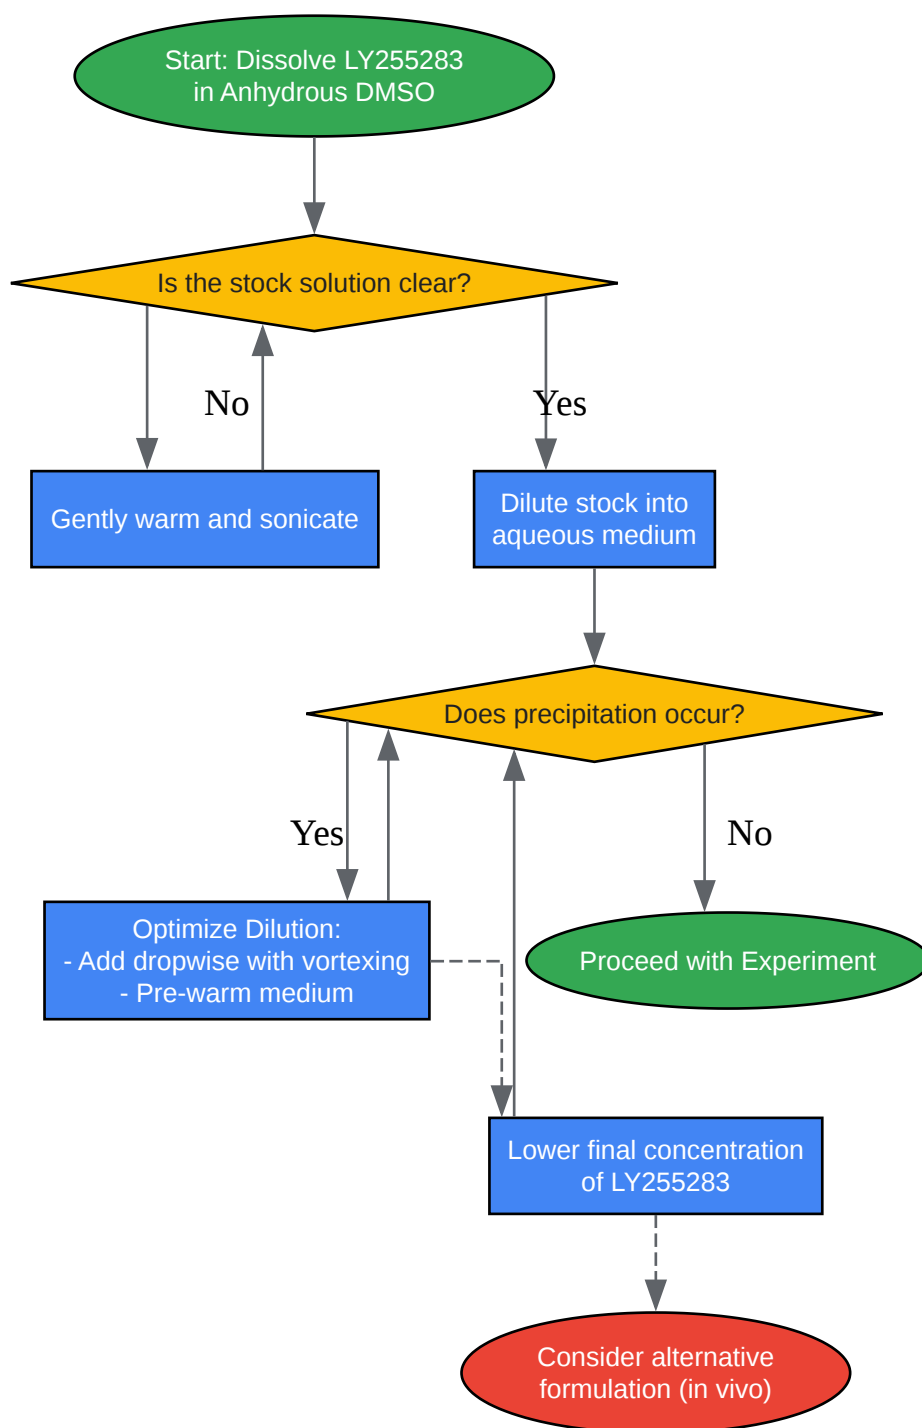 Start: Dissolve LY255283
in Anhydrous DMSO
Is the stock solution clear?
No
Yes
Gently warm and sonicate
Dilute stock into
aqueous medium
Does precipitation occur?
Yes
No
Optimize Dilution:
- Add dropwise with vortexing
- Pre-warm medium
Proceed with Experiment
Lower final concentration
of LY255283
Consider alternative
formulation (in vivo)